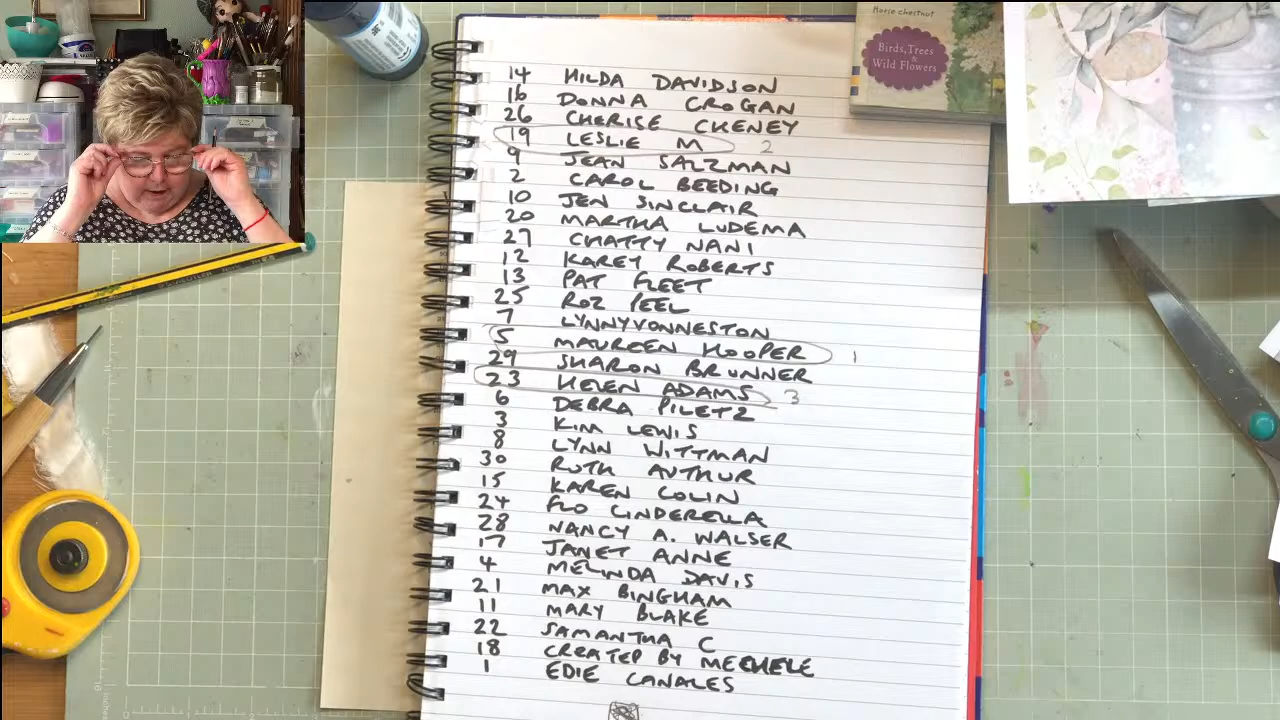 Horse chestnut
Birds, Trees
& Wild Flowers
14 HILDA DAVIDSON
16 DONNA CROGAN
26 CHERISE CHENEY
19 LESLIE M 2
9 JEAN SALZMAN
2 CAROL BEEDING
10 JEN SINCLAIR
20 MARTHA LUDEMA
27 CHATTY NANI
12 KAREY ROBERTS
13 PAT FLEET
25 ROZ PEEL
7 LYNNYVONNESTON
5 MAUREEN HOOPER 1
29 SHARON BRUNNER
23 HELEN ADAMS 3
6 DEBRA PILETZ
3 KIM LEWIS
8 LYNN WITTMAN
30 RUTH AUTHUR
15 KAREN COLIN
24 FLO CINDERELLA
28 NANCY A. WALSER
17 JANET ANNE
4 MELINDA DAVIS
21 MAX BINGHAM
11 MARY BLAKE
22 SAMANTHA C
18 CREATED BY MECHELE
1 EDIE CANALES